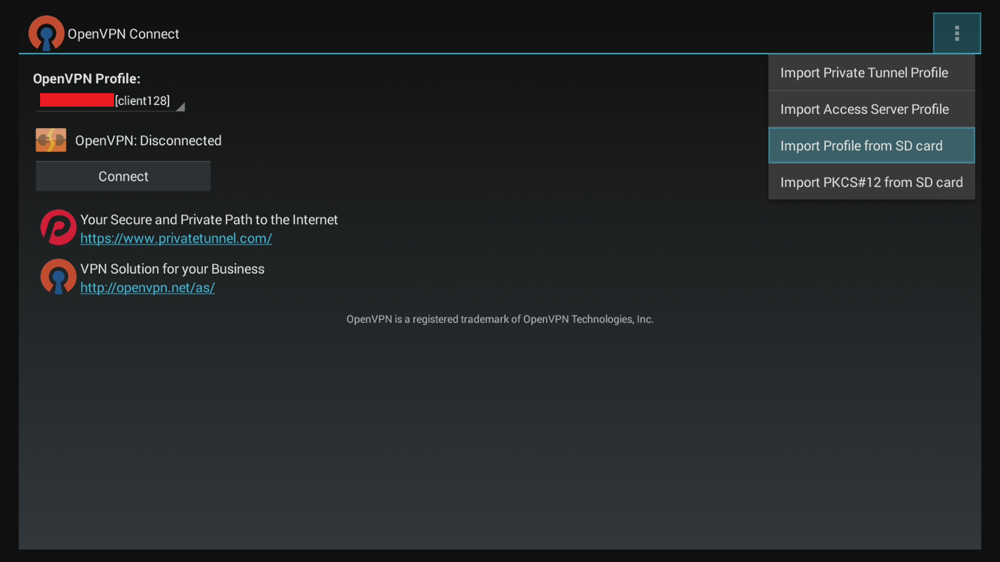 OpenVPN Connect
Import Private Tunnel Profile
Import Access Server Profile
Import Profile from SD card
Import PKCS#12 from SD card
OpenVPN Profile:
[client128]
OpenVPN: Disconnected
Connect
Your Secure and Private Path to the Internet
https://www.privatetunnel.com/
VPN Solution for your Business
http://openvpn.net/as/
OpenVPN is a registered trademark of OpenVPN Technologies, Inc.